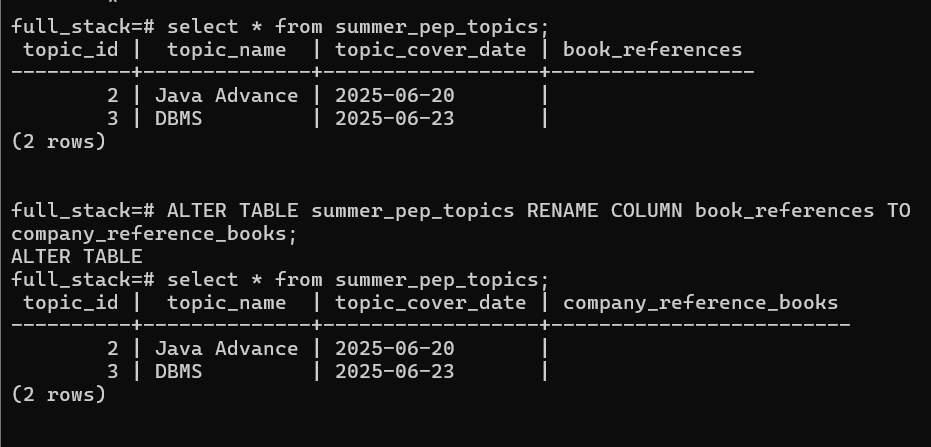 full_stack=# select * from summer_pep_topics;
 topic_id |  topic_name  | topic_cover_date | book_references
----------+--------------+------------------+-----------------
        2 | Java Advance | 2025-06-20       |
        3 | DBMS         | 2025-06-23       |
(2 rows)
full_stack=# ALTER TABLE summer_pep_topics RENAME COLUMN book_references TO
company_reference_books;
ALTER TABLE
full_stack=# select * from summer_pep_topics;
 topic_id |  topic_name  | topic_cover_date | company_reference_books
----------+--------------+------------------+-------------------------
        2 | Java Advance | 2025-06-20       |
        3 | DBMS         | 2025-06-23       |
(2 rows)